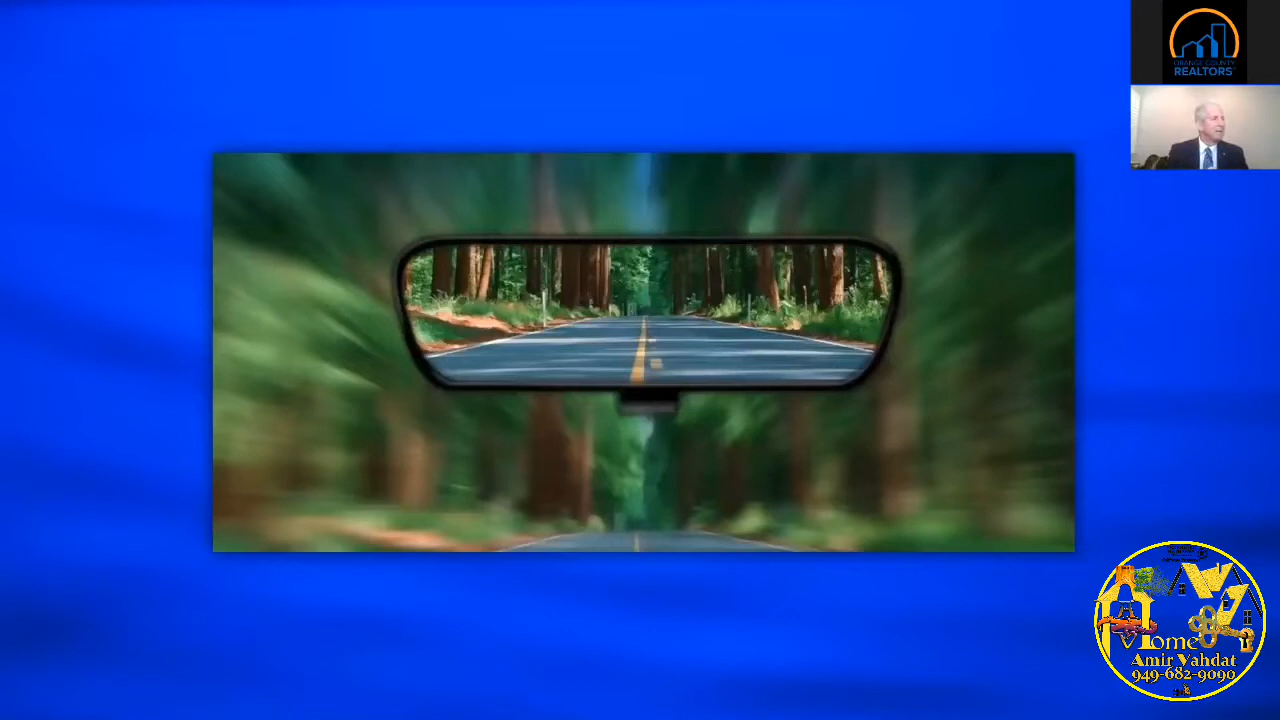 ORANGE COUNTY
REALTORS
Home
Amir Vahdat
949-682-9090